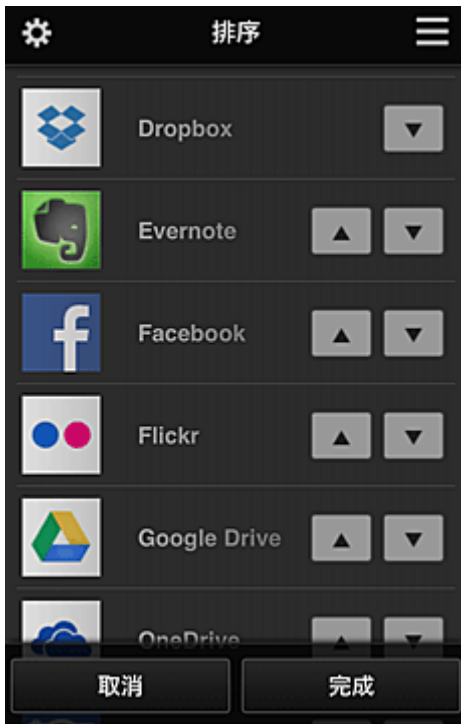 排序
Dropbox
Evernote
Facebook
Flickr
Google Drive
OneDrive
取消
完成